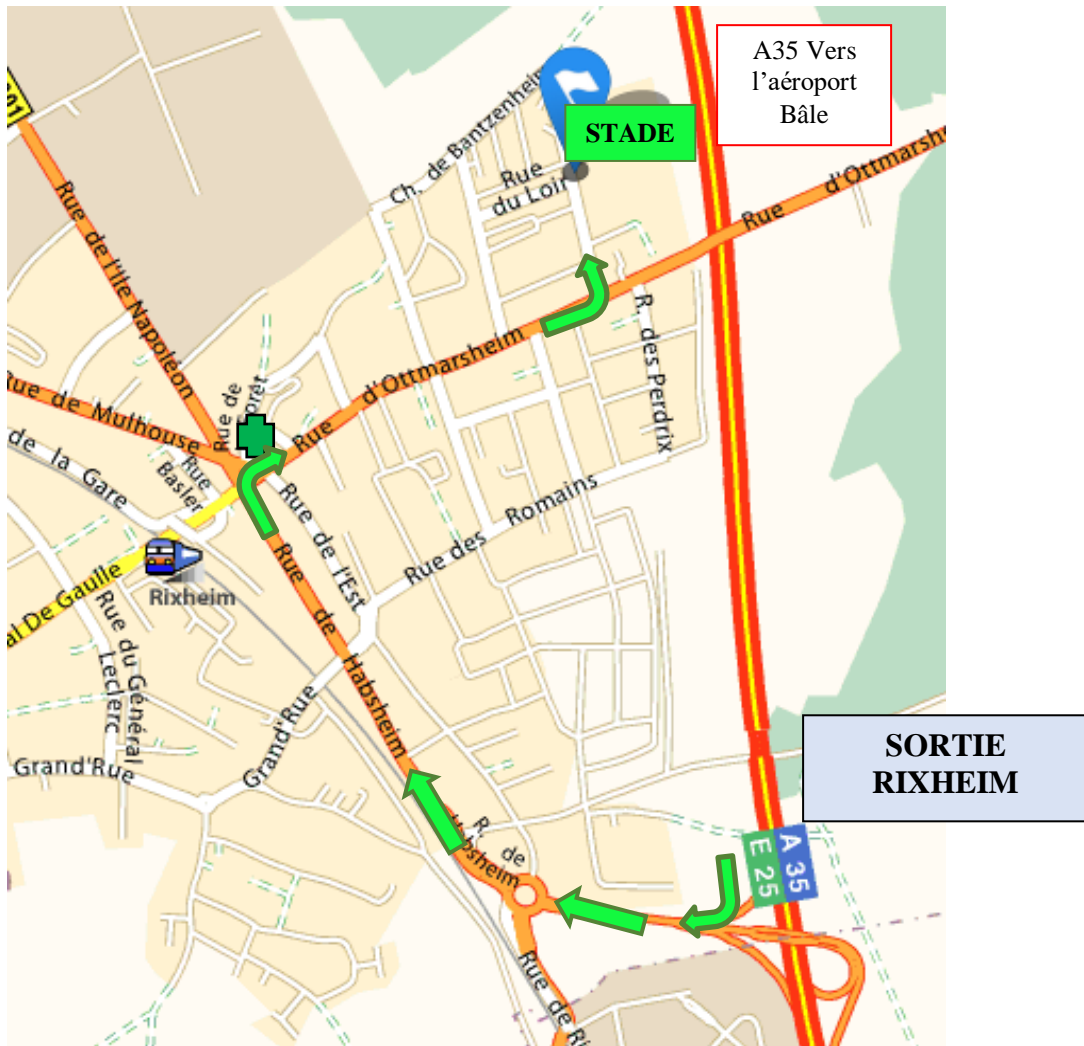 A35 Vers
l'aéroport
Bâle
STADE
Ch. de Bantzenheim
Rue
du Loir
Rue d'Ottmarsheim
Rue de l'Ile Napoléon
Rue d'Ottmarsheim
R. des Perdrix
Rue de
Forêt
Rue de Mulhouse
de la Gare
Rue
Basler
Rue de l'Est
Rue des Romains
Rixheim
al De Gaulle
Rue du Général
Leclerc
Rue de Habsheim
Grand'Rue
Grand'Rue
SORTIE
RIXHEIM
R. de
Habsheim
A 35
E 25
Rue de Ri